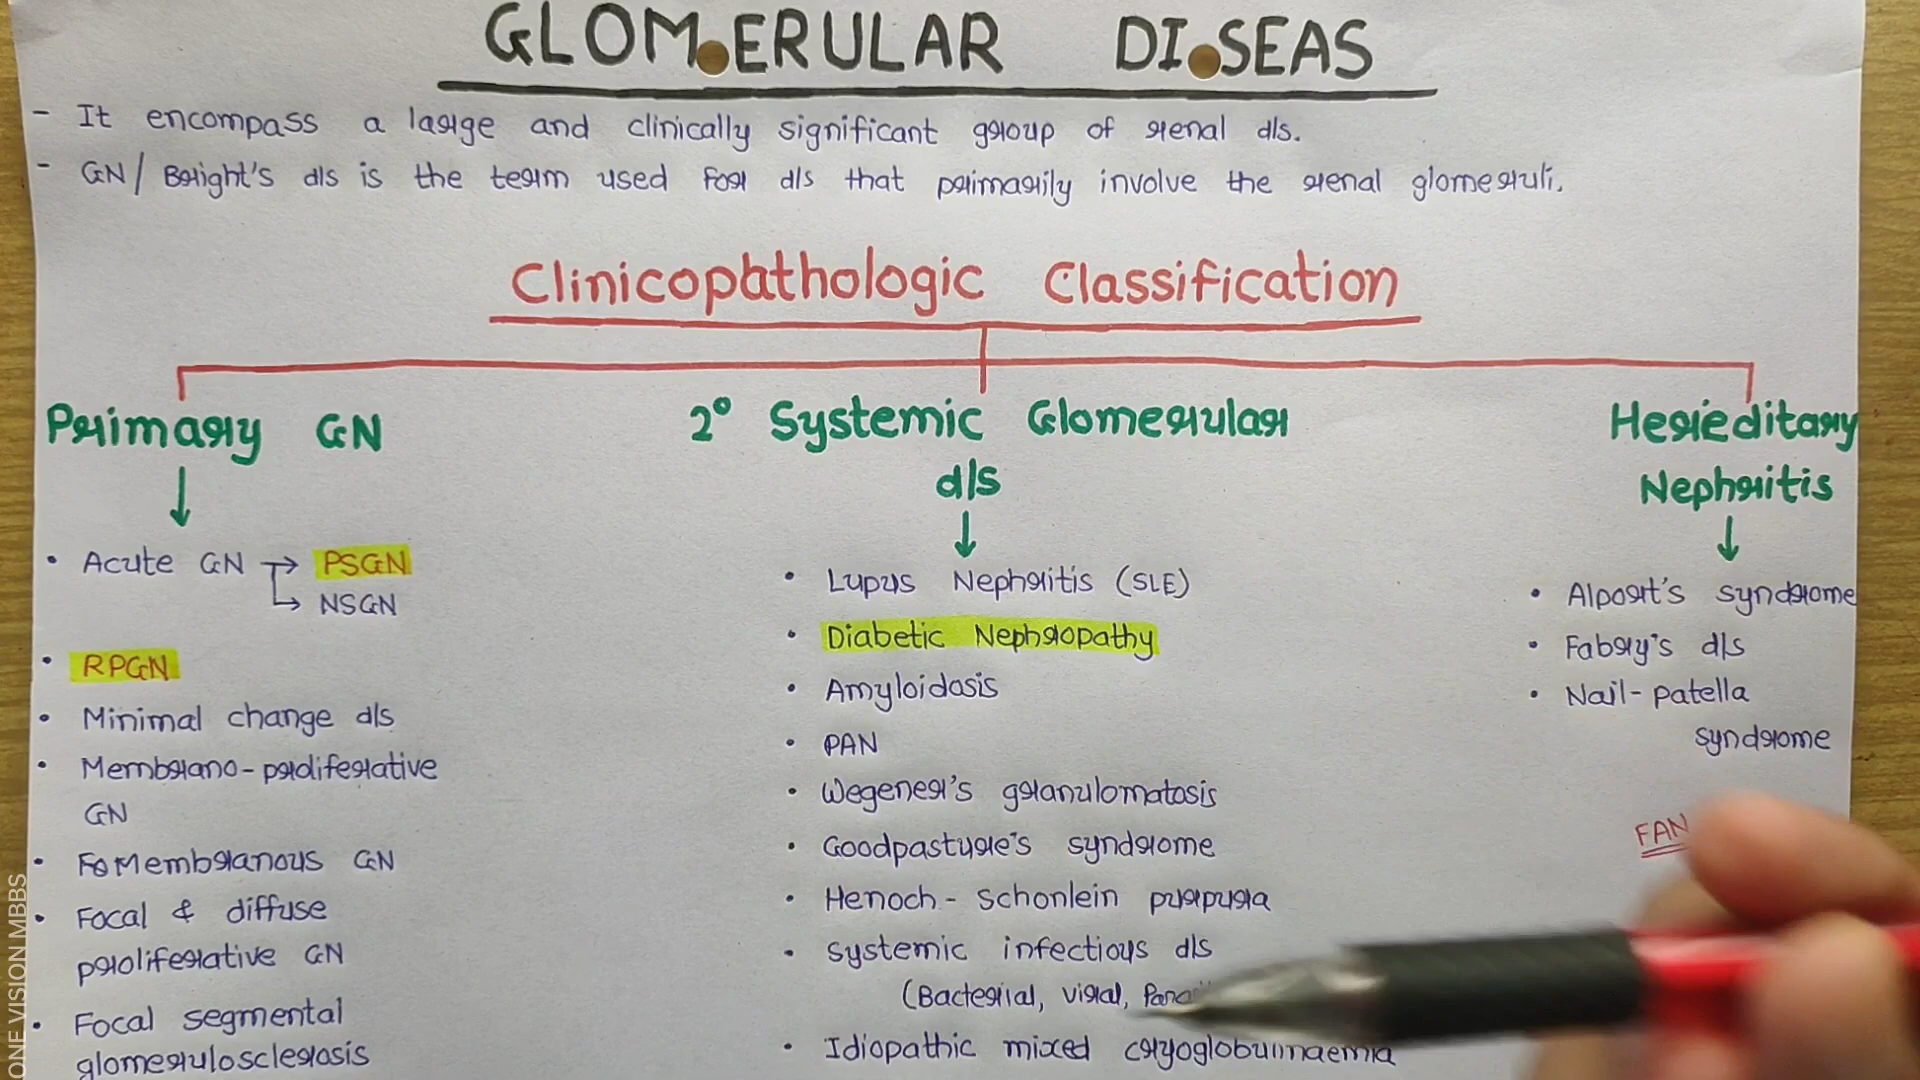 GLOMERULAR DISEAS
- It encompass a large and clinically significant group of renal d/s.
- GN/Bright's d/s is the term used for d/s that primarily involve the renal glomeruli.
Clinicopathologic Classification
Primary GN
• Acute GN → PSGN
↳ NSGN
• RPGN
• Minimal change d/s
• Membrano-proliferative
GN
• Membranous GN
• Focal & diffuse
proliferative GN
• Focal segmental
glomerulosclerosis
2° Systemic Glomerular
d/s
• Lupus Nephritis (SLE)
• Diabetic Nephropathy
• Amyloidosis
• PAN
• Wegener's granulomatosis
• Goodpasture's syndrome
• Henoch-Schonlein purpura
• Systemic infectious d/s
(Bacterial, viral,
• Idiopathic mixed cryoglobulinaemia
Hereditary
Nephritis
• Alport's syndrome
• Fabry's d/s
• Nail-patella
syndrome
FAN
ONE VISION MBBS